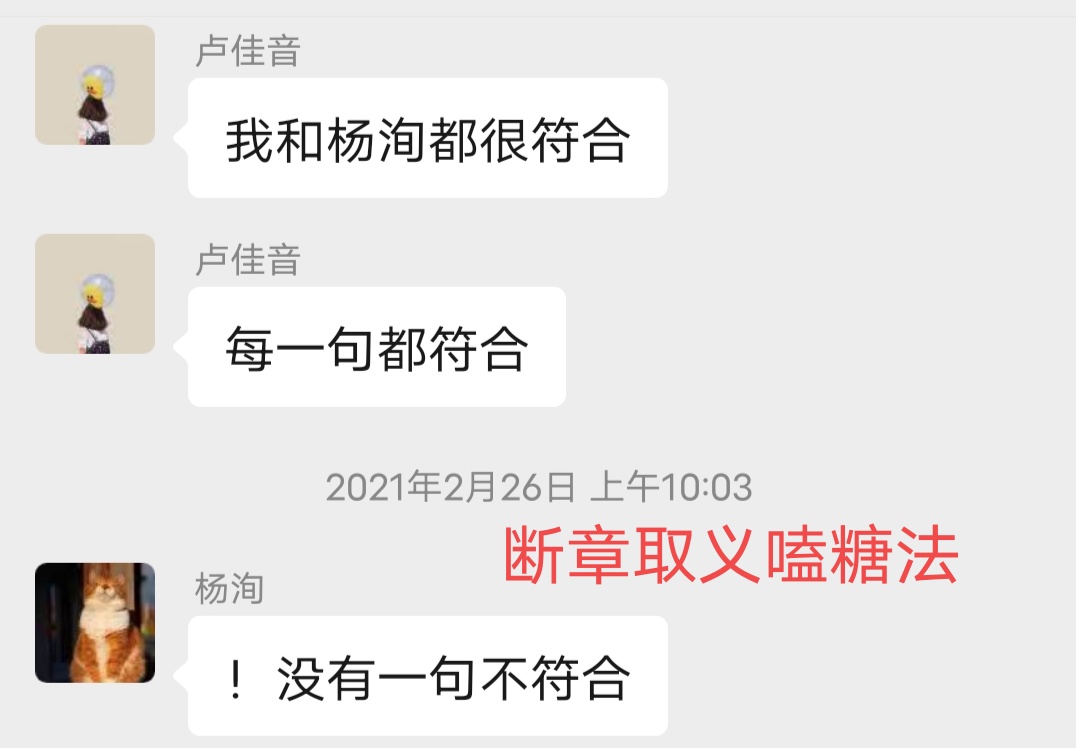 卢佳音
我和杨洵都很符合
卢佳音
每一句都符合
2021年2月26日 上午10:03
断章取义嗑糖法
杨洵
！没有一句不符合